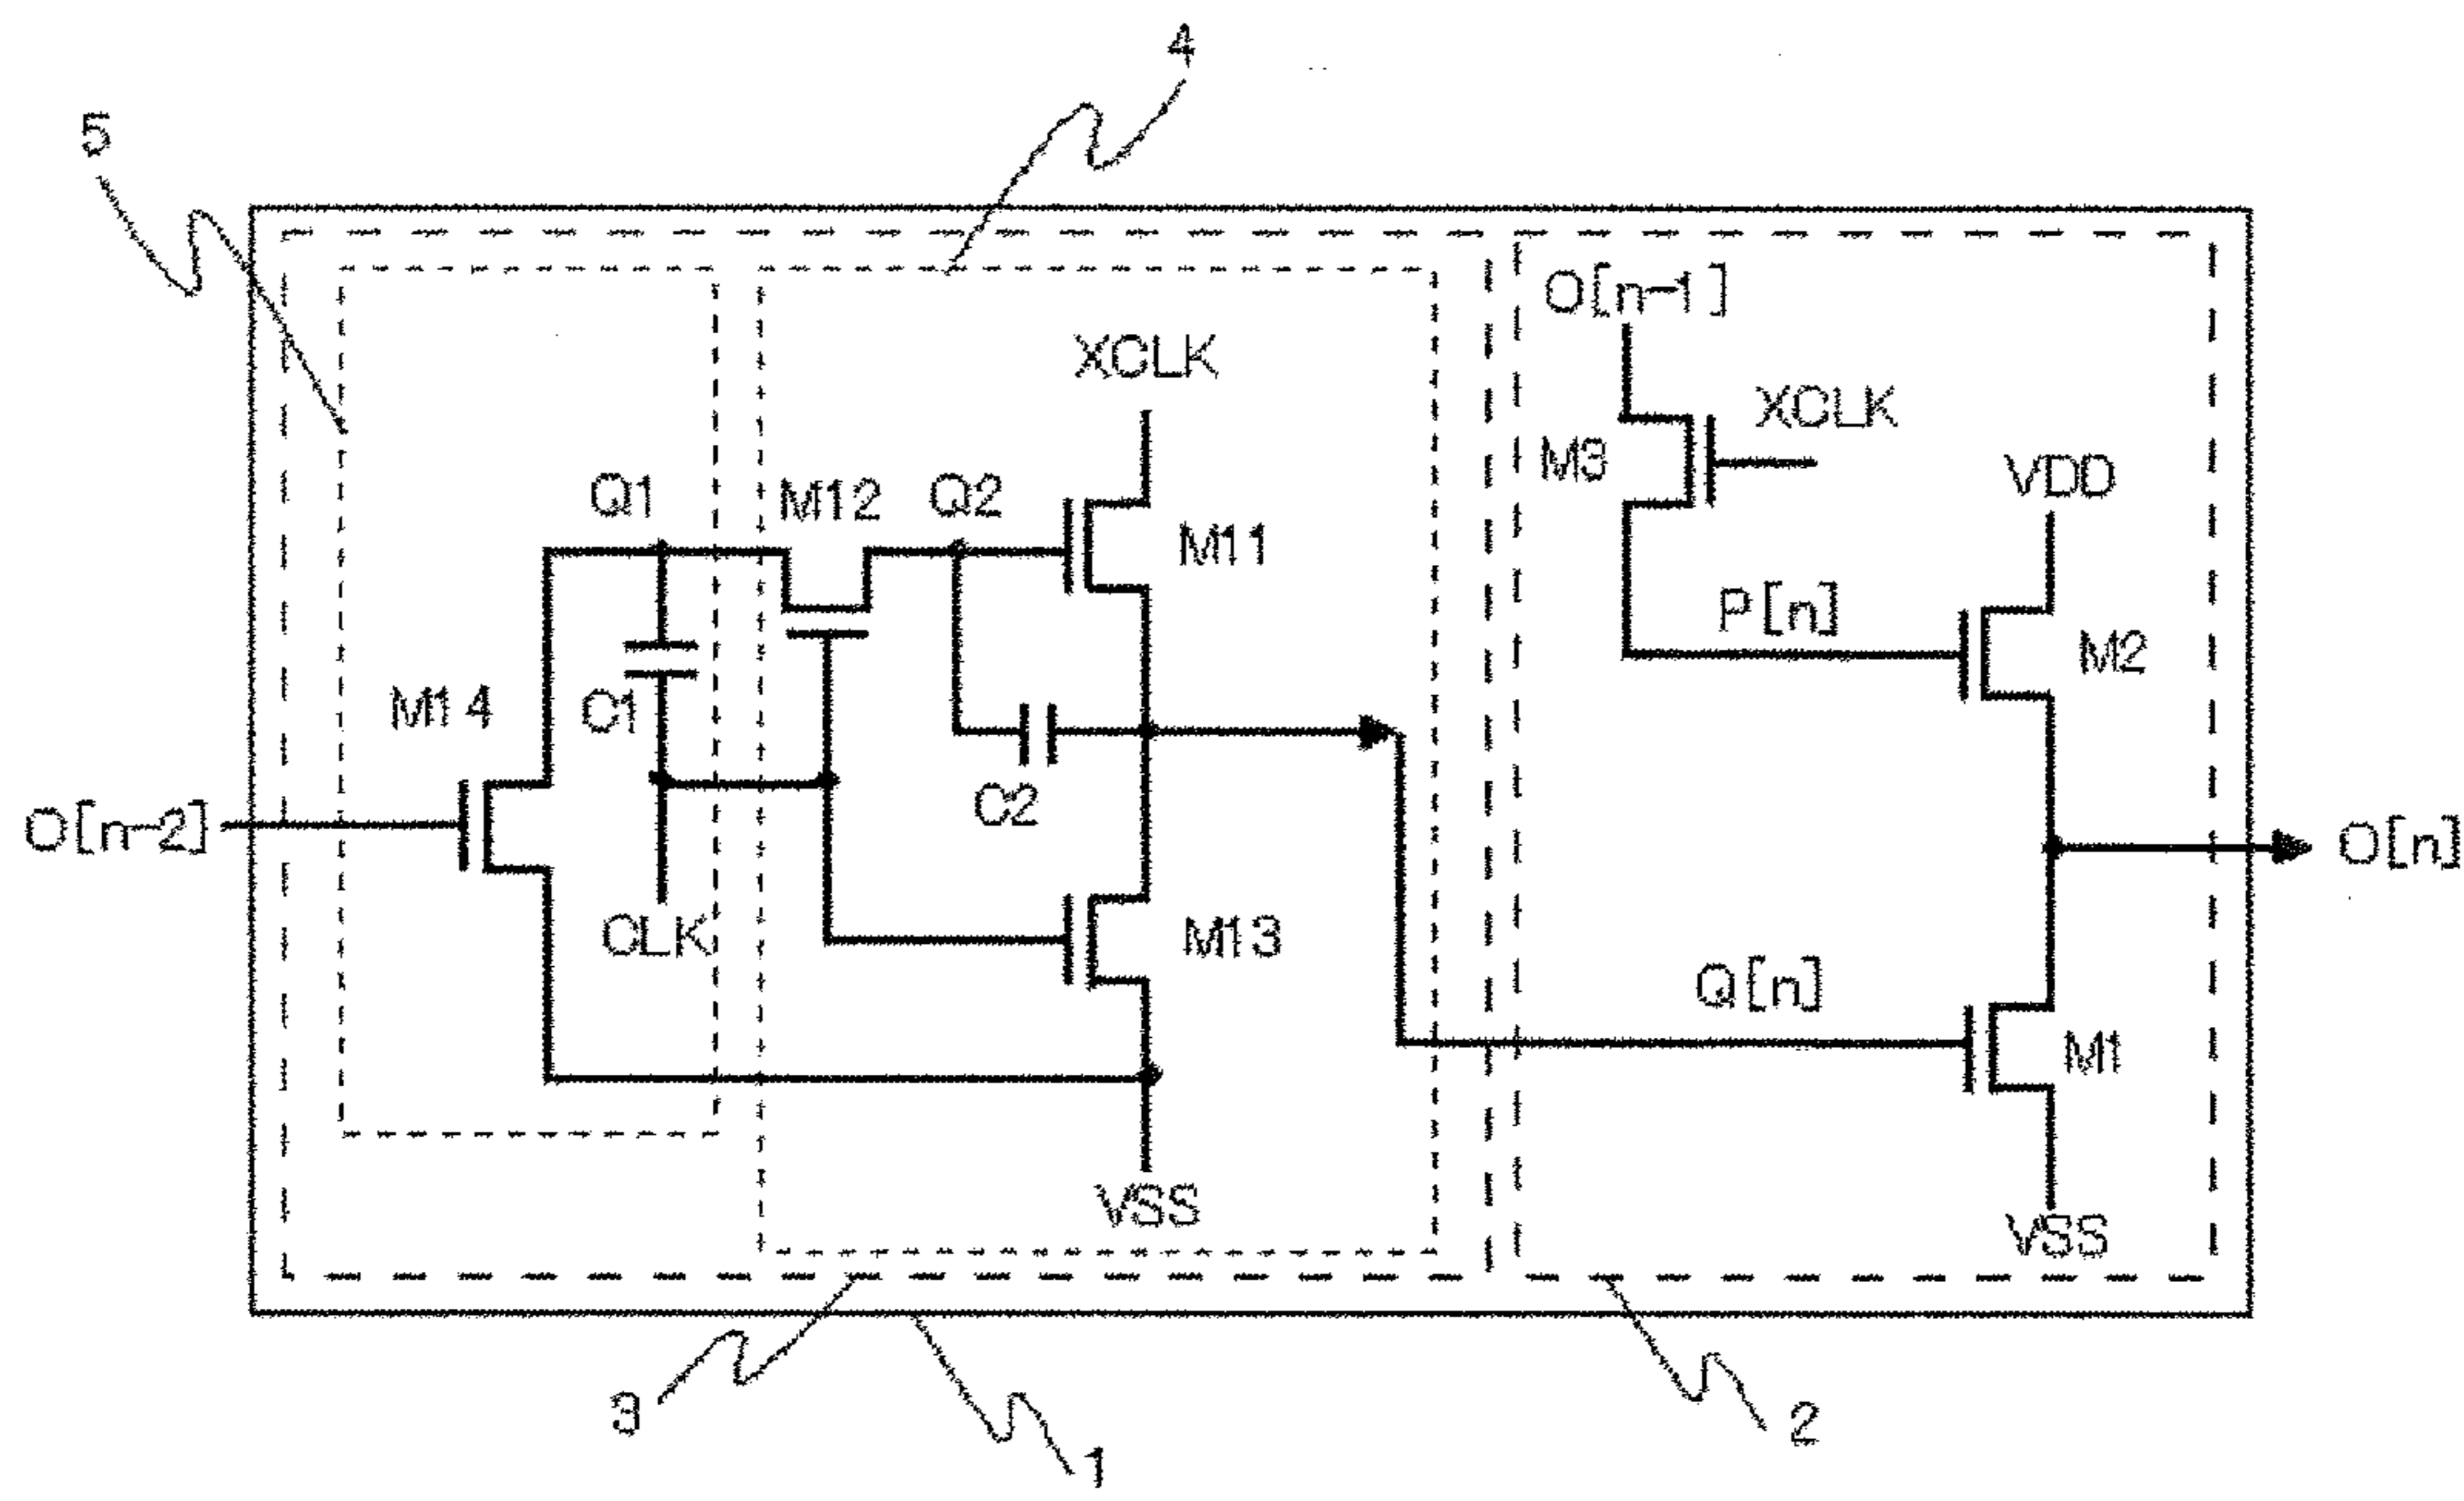 4
5
O[n-1]
XCLK
XCLK
M3
VDD
Q1
M12
Q2
M11
P[n]
M2
M14
C1
C2
O[n-2]
O[n]
CLK
M13
Q[n]
M1
VSS
VSS
3
2
1